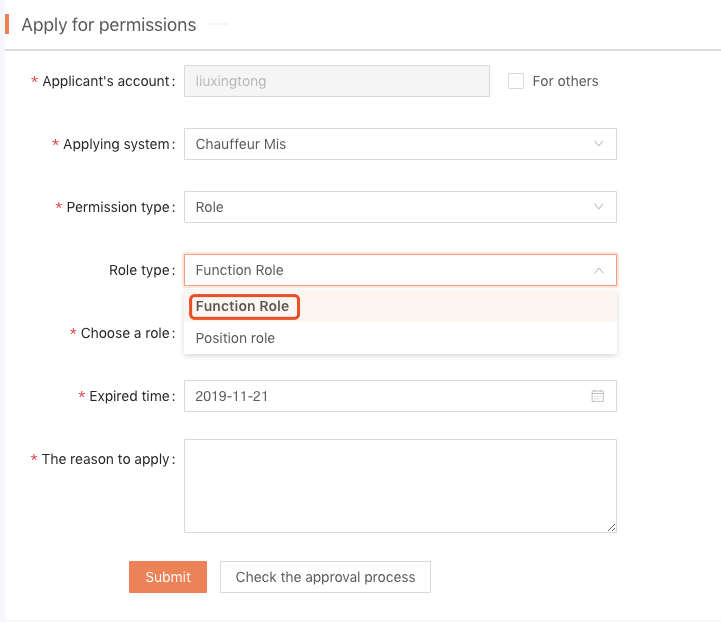 Apply for permissions
* Applicant's account: liuxingtong For others
* Applying system: Chauffeur Mis
* Permission type: Role
Role type: Function Role
Function Role
* Choose a role:
Position role
* Expired time: 2019-11-21
* The reason to apply:
Submit Check the approval process